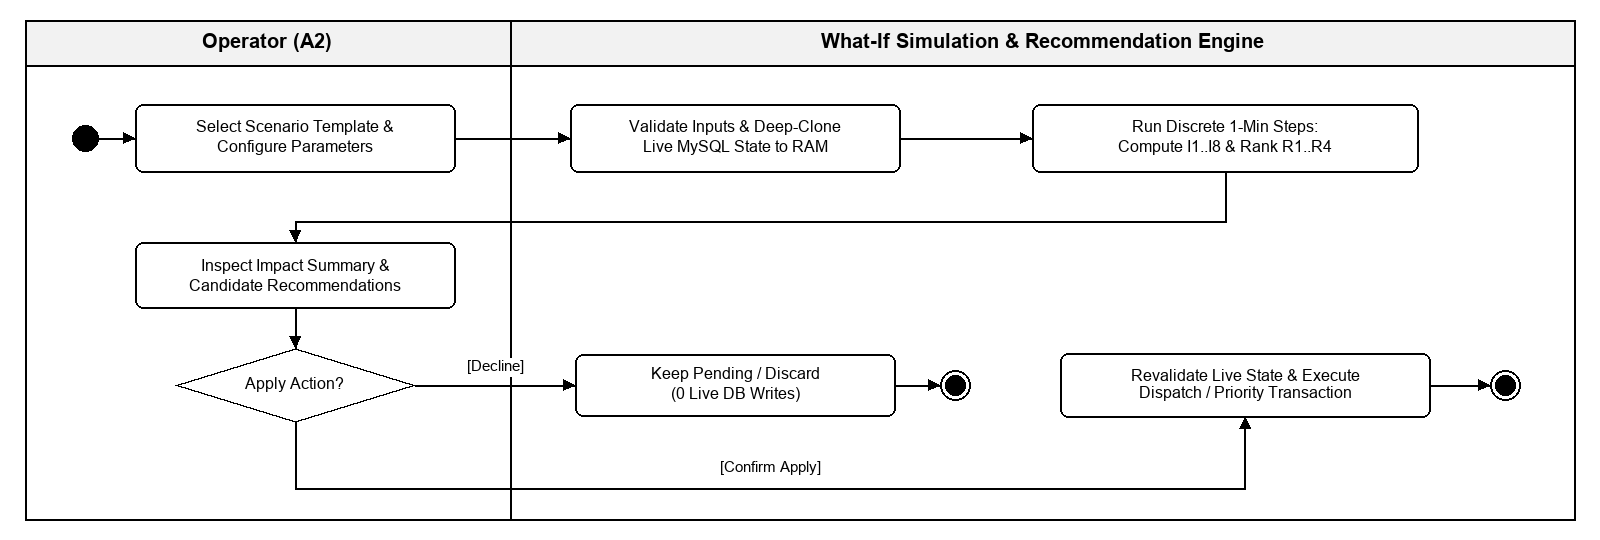 Operator (A2)
What-If Simulation & Recommendation Engine
Select Scenario Template &
Configure Parameters
Validate Inputs & Deep-Clone
Live MySQL State to RAM
Run Discrete 1-Min Steps:
Compute I1..I8 & Rank R1..R4
Inspect Impact Summary &
Candidate Recommendations
Apply Action?
[Decline]
Keep Pending / Discard
(0 Live DB Writes)
Revalidate Live State & Execute
Dispatch / Priority Transaction
[Confirm Apply]